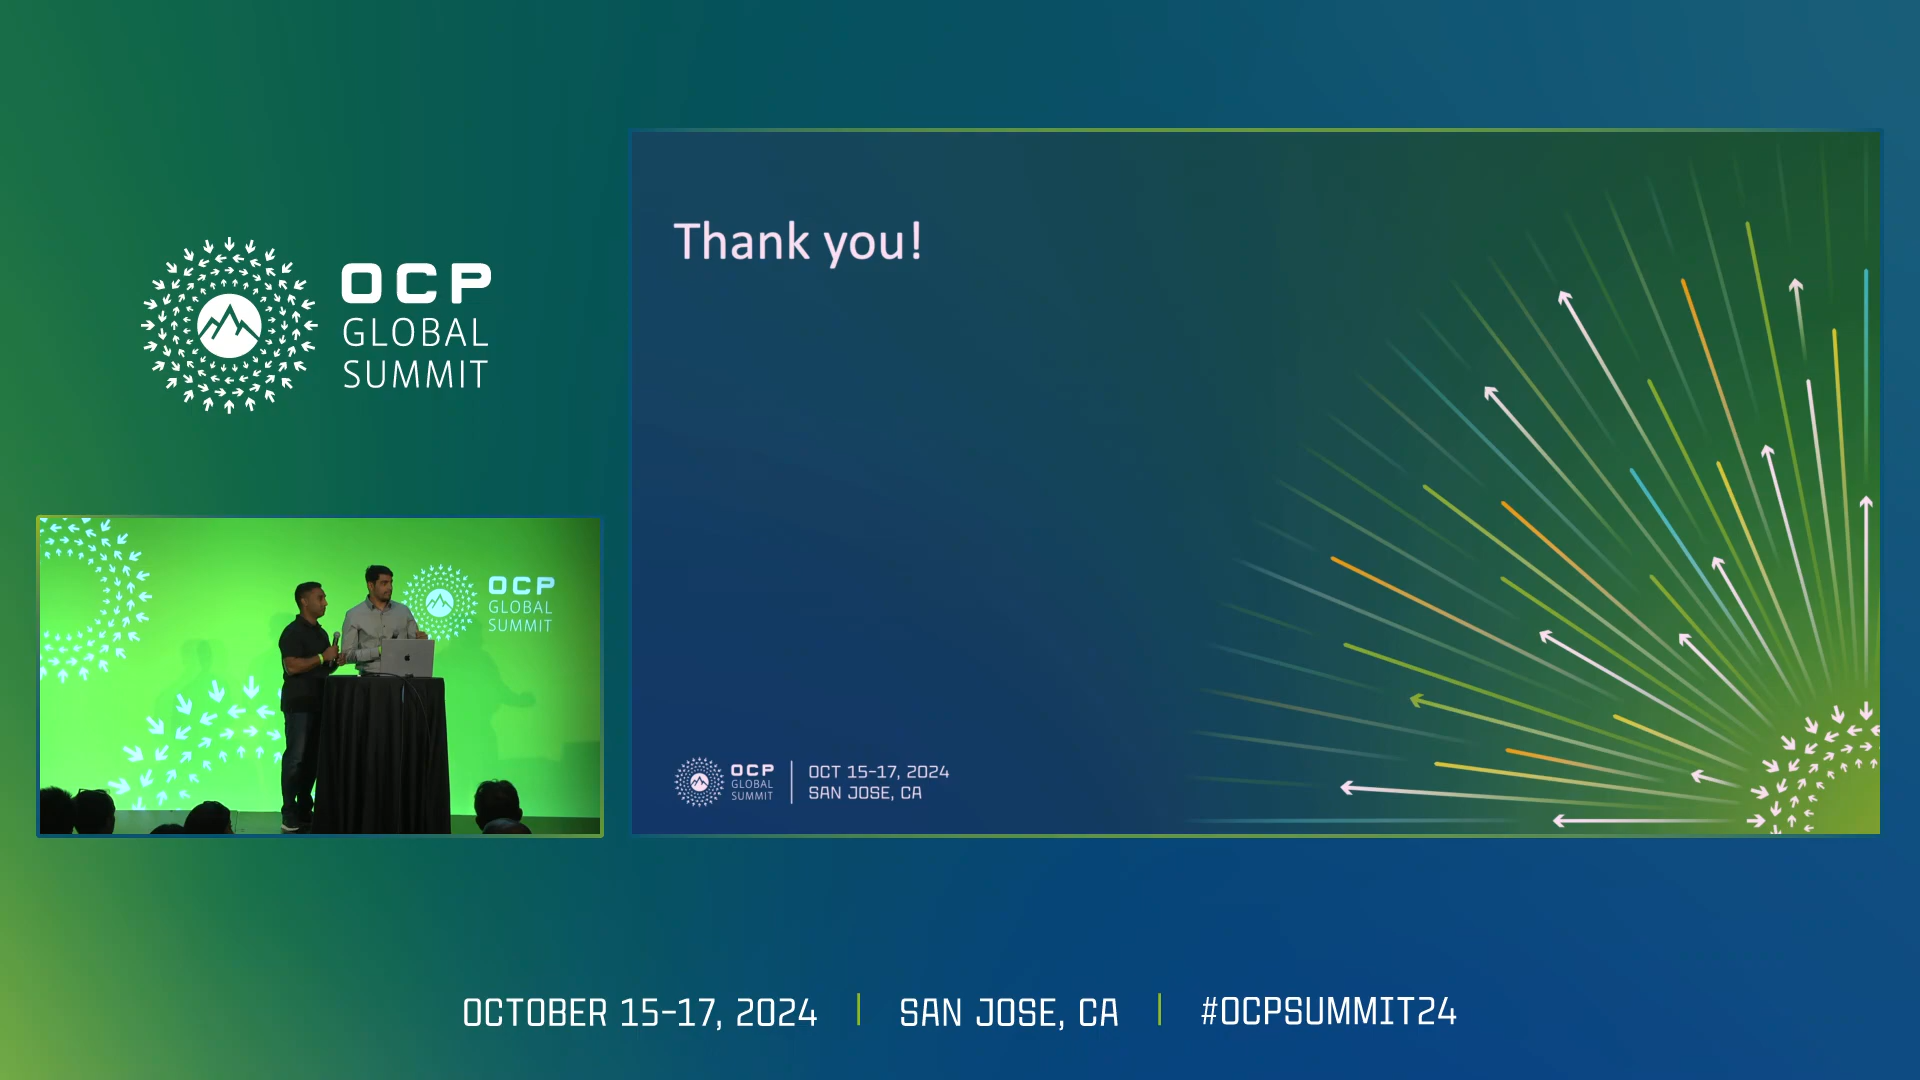 OCP
GLOBAL
SUMMIT
Thank you!
OCP
GLOBAL
SUMMIT
OCP
GLOBAL
SUMMIT
OCT 15-17, 2024
SAN JOSE, CA
OCTOBER 15-17, 2024
SAN JOSE, CA
#OCPSUMMIT24